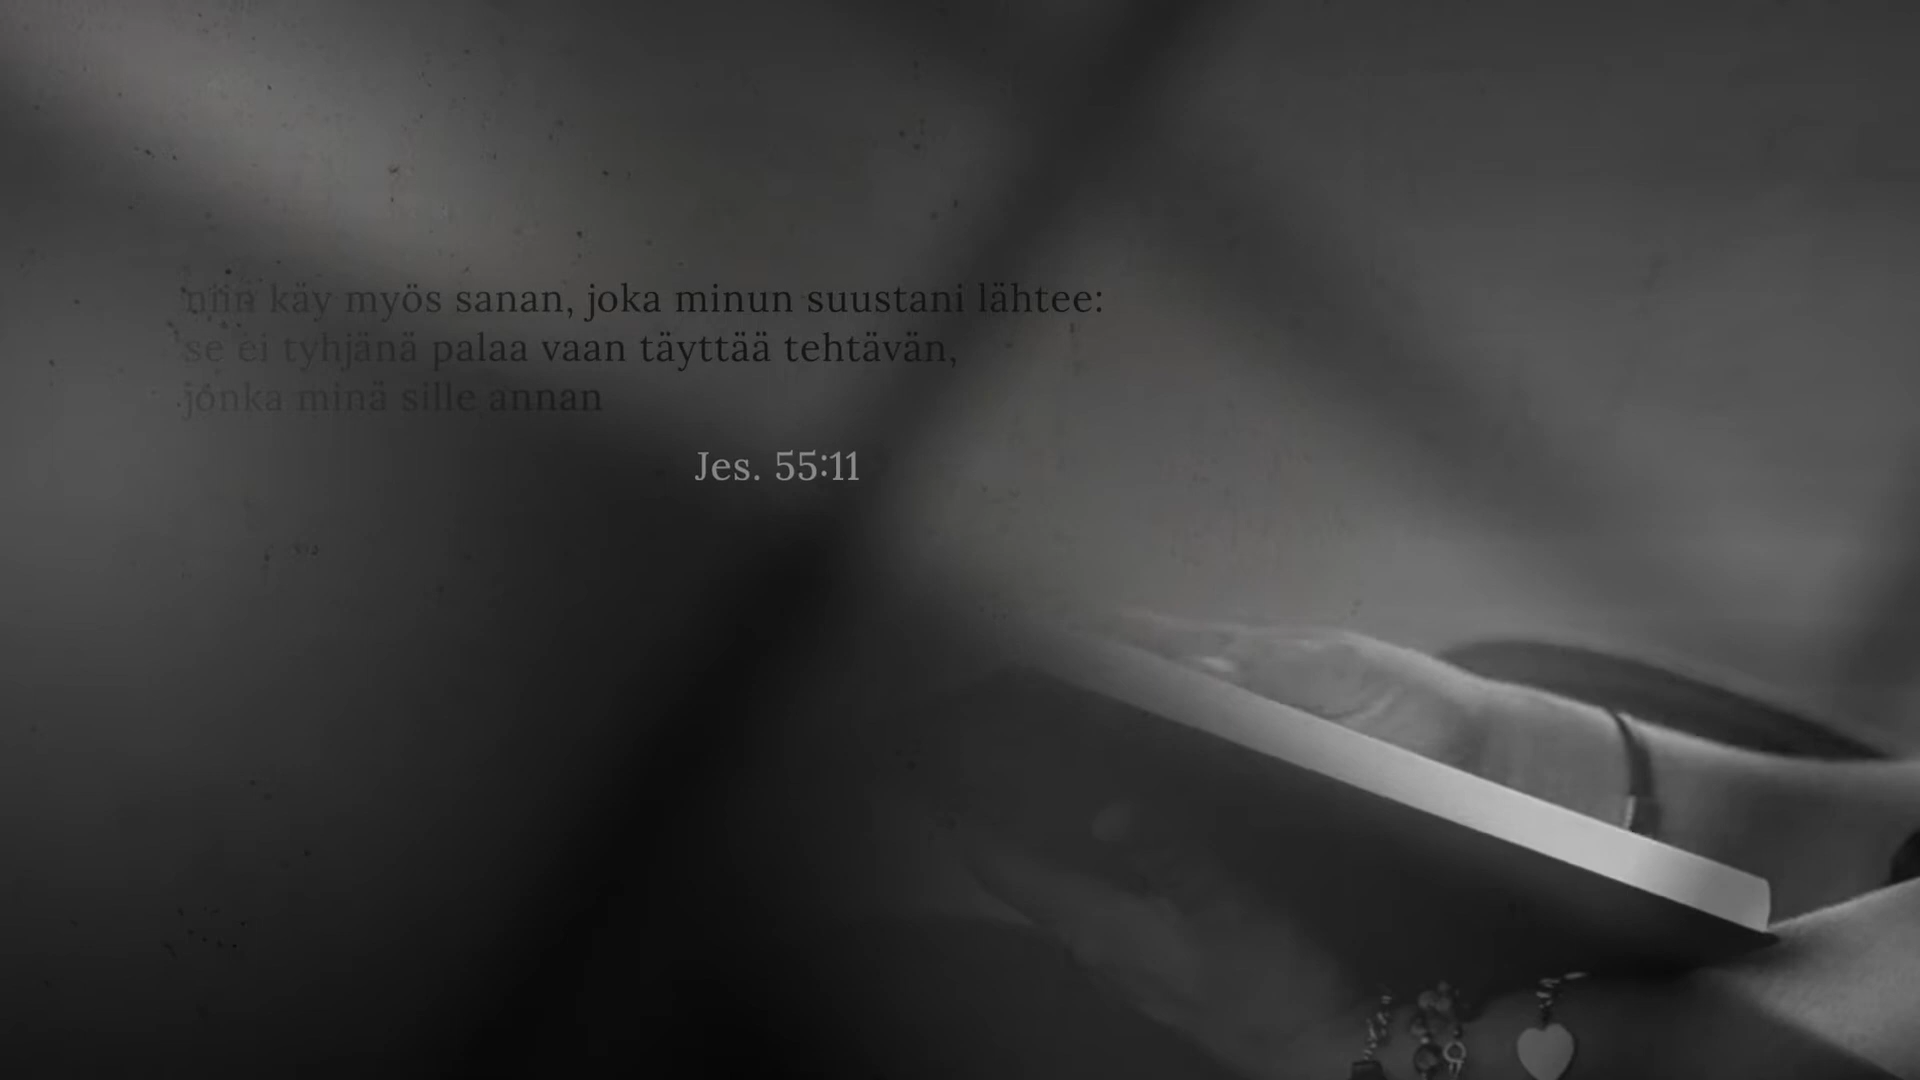 niin käy myös sanan, joka minun suustani lähtee:
se ei tyhjänä palaa vaan täyttää tehtävän,
jonka minä sille annan
Jes. 55:11